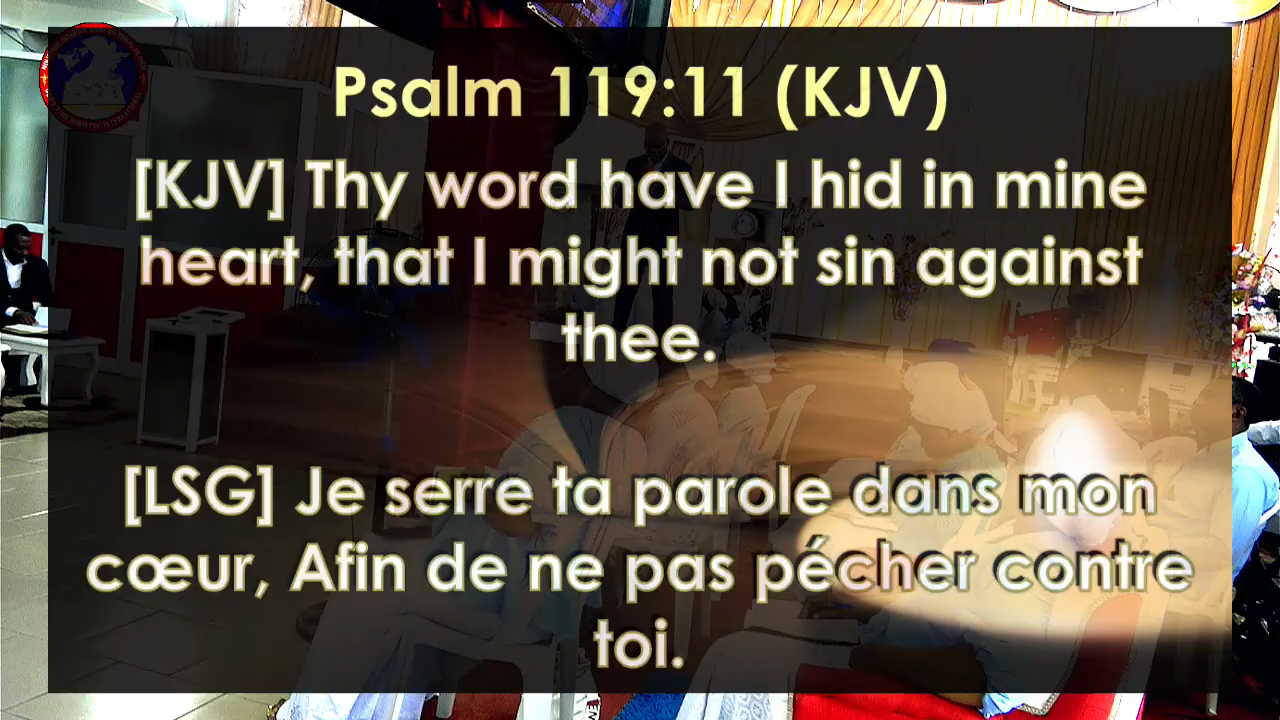 Psalm 119:11 (KJV)
[KJV] Thy word have I hid in mine
heart, that I might not sin against
thee.
[LSG] Je serre ta parole dans mon
cœur, Afin de ne pas pécher contre
toi.